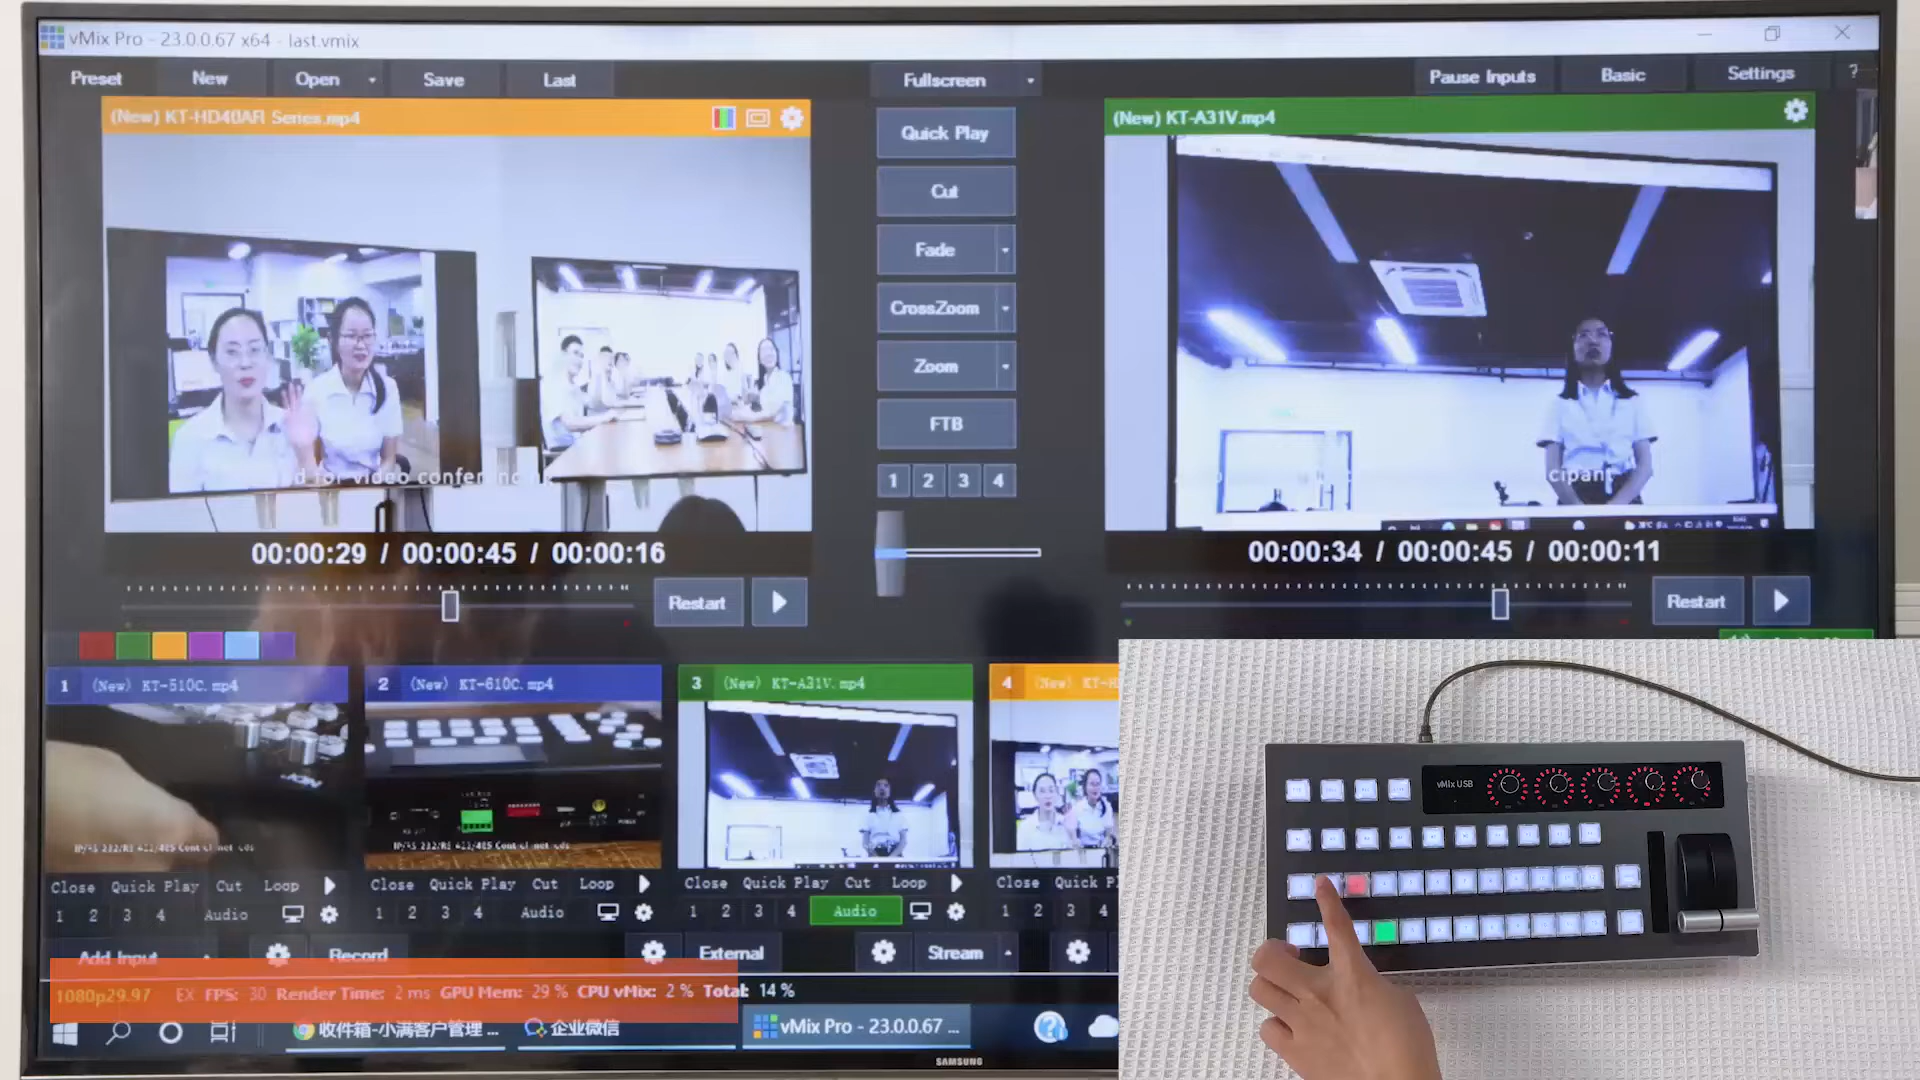 vMix Pro - 23.0.0.67 x64 - last.vmix
Preset New Open Save Last Fullscreen Pause Inputs Basic Settings ?
(New) KT-HD40AR Series.mp4
(New) KT-A31V.mp4
Quick Play
Cut
Fade
CrossZoom
Zoom
FTB
1 2 3 4
d for video conferenc
cipant
00:00:29 / 00:00:45 / 00:00:16
00:00:34 / 00:00:45 / 00:00:11
Restart
Restart
1 (New) KT-510C.mp4
2 (New) KT-610C.mp4
3 (New) KT-A31V.mp4
4 (New) KT-H
Close Quick Play Cut Loop
Close Quick Play Cut Loop
Close Quick Play Cut Loop
Close Quick Play
1 2 3 4 Audio
1 2 3 4 Audio
1 2 3 4 Audio
1 2 3 4
Add Input Record External Stream
1080p29.97 EX FPS: 30 Render Time: 2 ms GPU Mem: 29 % CPU vMix: 2 % Total: 14 %
收件箱-小满客户管理 ... 企业微信 vMix Pro - 23.0.0.67 ...
SAMSUNG
vMix USB